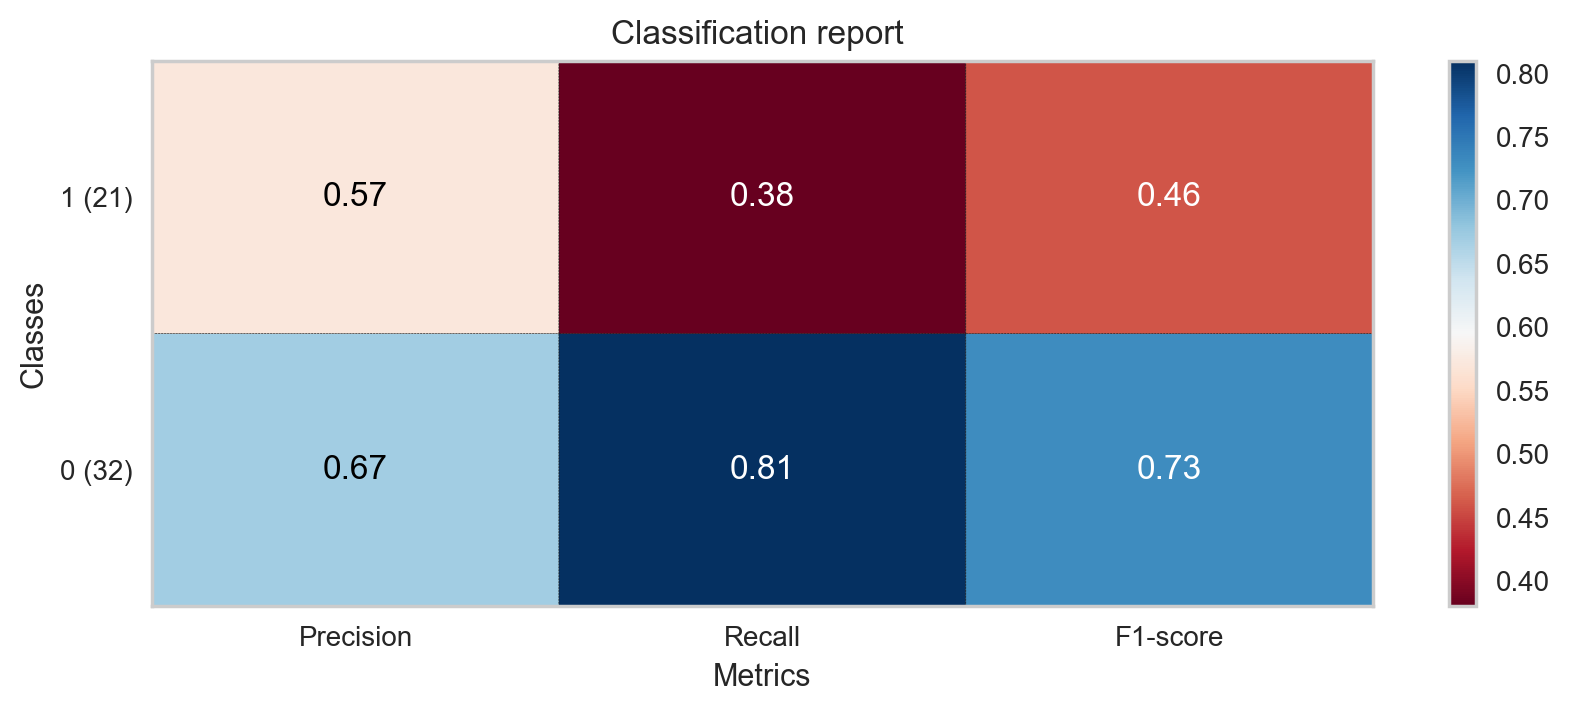 Classification report
Classes
1 (21)
0.57 0.38 0.46
0 (32)
0.67 0.81 0.73
Precision Recall F1-score
Metrics
0.80
0.75
0.70
0.65
0.60
0.55
0.50
0.45
0.40